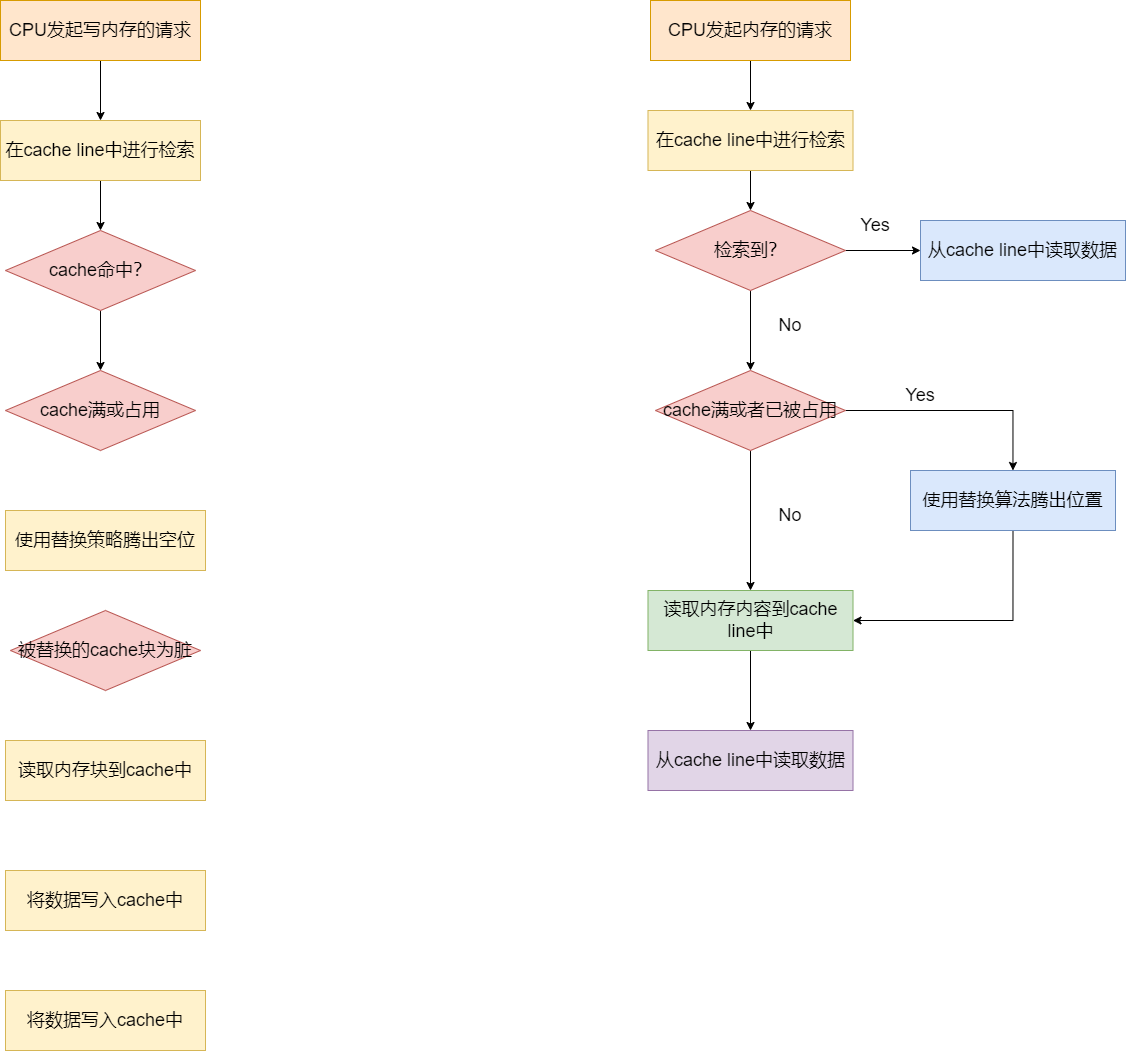 CPU发起写内存的请求
在cache line中进行检索
cache命中?
cache满或占用
使用替换策略腾出空位
被替换的cache块为脏
读取内存块到cache中
将数据写入cache中
将数据写入cache中
CPU发起内存的请求
在cache line中进行检索
检索到?
Yes
从cache line中读取数据
No
cache满或者已被占用
Yes
使用替换算法腾出位置
No
读取内存内容到cache
line中
从cache line中读取数据